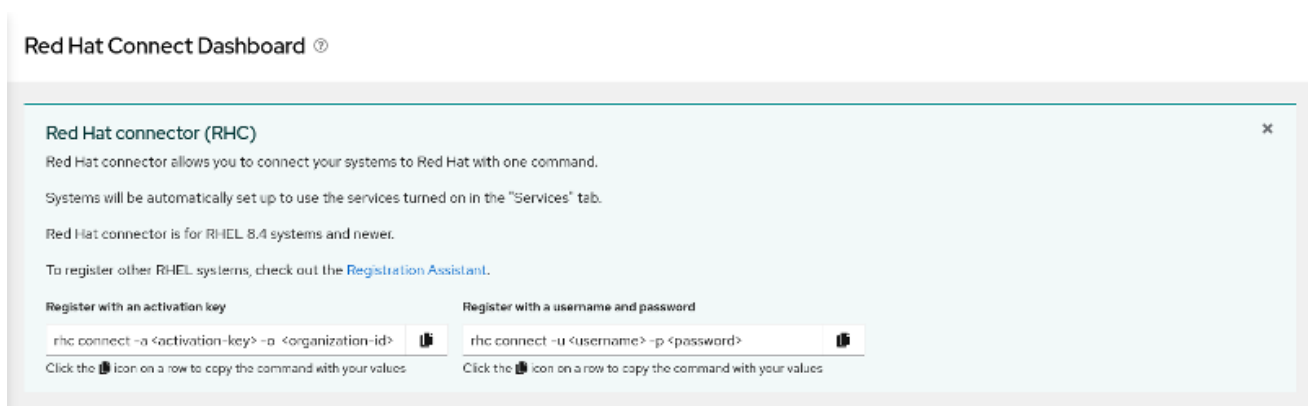 Red Hat Connect Dashboard ?
Red Hat connector (RHC)
Red Hat connector allows you to connect your systems to Red Hat with one command.
Systems will be automatically set up to use the services turned on in the "Services" tab.
Red Hat connector is for RHEL 8.4 systems and newer.
To register other RHEL systems, check out the Registration Assistant.
Register with an activation key
rhc connect -a <activation-key> -o <organization-id>
Click the icon on a row to copy the command with your values
Register with a username and password
rhc connect -u <username> -p <password>
Click the icon on a row to copy the command with your values